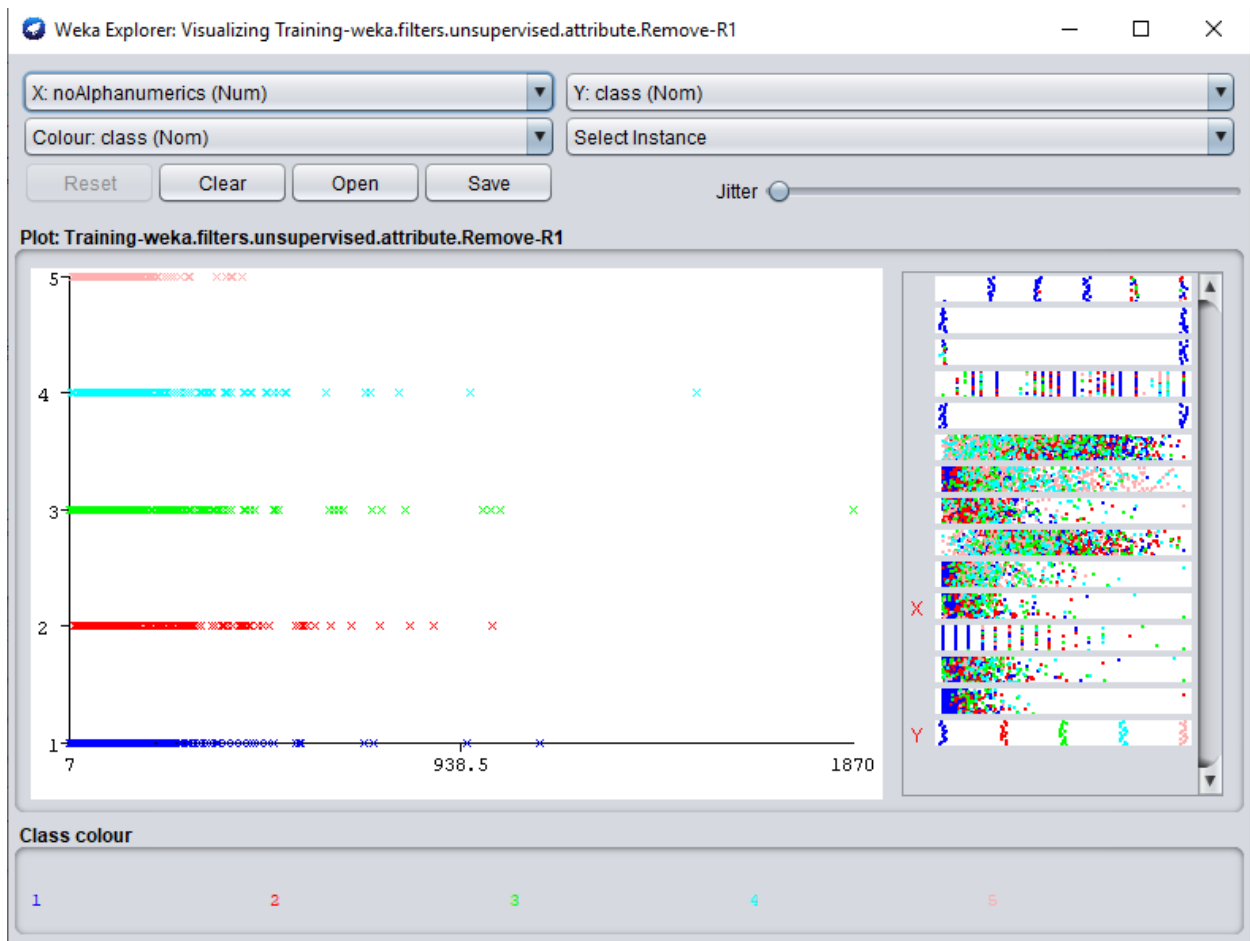 Weka Explorer: Visualizing Training-weka.filters.unsupervised.attribute.Remove-R1
X: noAlphanumerics (Num) Y: class (Nom)
Colour: class (Nom) Select Instance
Reset Clear Open Save Jitter
Plot: Training-weka.filters.unsupervised.attribute.Remove-R1
5
4
3
X
2
Y
1
7 938.5 1870
Class colour
1 2 3 4 5